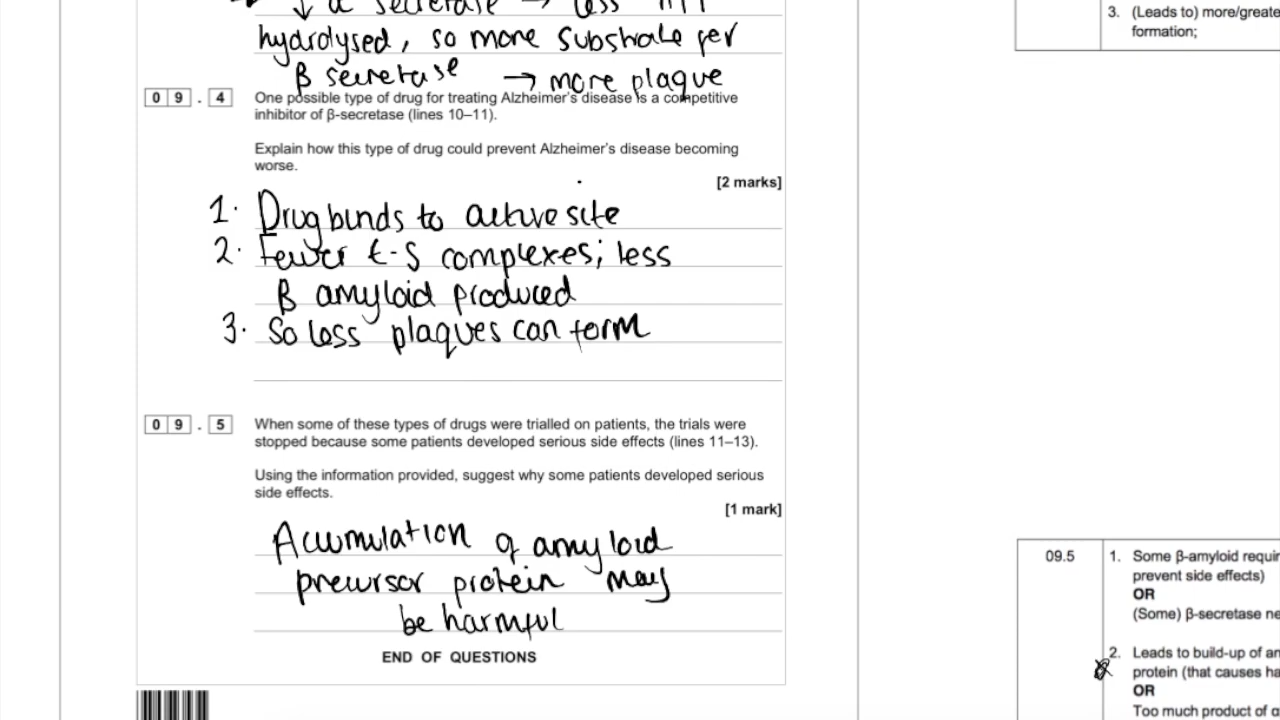 ↓ α secretase → less APP
hydrolysed, so more substrate for
β secretase → more plaque
09.4 One possible type of drug for treating Alzheimer's disease is a competitive
inhibitor of β-secretase (lines 10–11).
Explain how this type of drug could prevent Alzheimer's disease becoming
worse.
[2 marks]
1. Drug binds to active site
2. Fewer E-S complexes; less
β amyloid produced
3. So less plaques can form
09.5 When some of these types of drugs were trialled on patients, the trials were
stopped because some patients developed serious side effects (lines 11–13).
Using the information provided, suggest why some patients developed serious
side effects.
[1 mark]
Accumulation of amyloid
precursor protein may
be harmful
END OF QUESTIONS
3. (Leads to) more/greate
formation;
09.5 1. Some β-amyloid requir
prevent side effects)
OR
(Some) β-secretase ne
2. Leads to build-up of am
protein (that causes ha
OR
Too much product of α